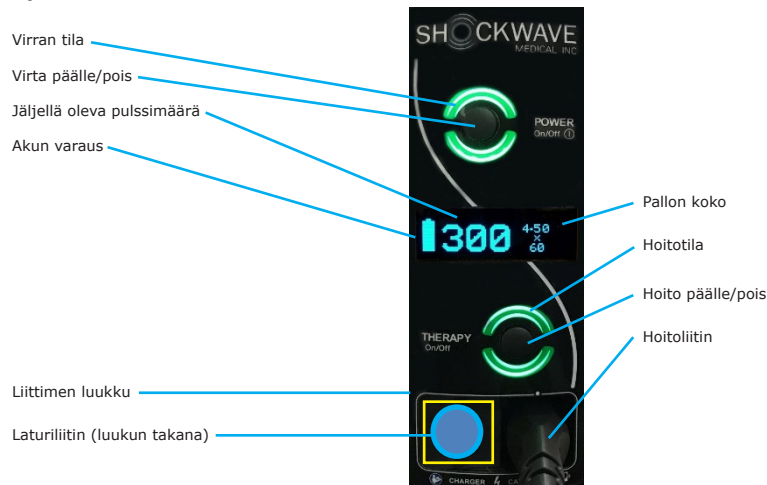 Virran tila
Virta päälle/pois
Jäljellä oleva pulssimäärä
Akun varaus
SHOCKWAVE
MEDICAL INC
POWER
On/Off
300
4.50
X
60
THERAPY
On/Off
CHARGER
Pallon koko
Hoitotila
Hoito päälle/pois
Hoitoliitin
Liittimen luukku
Laturiliitin (luukun takana)